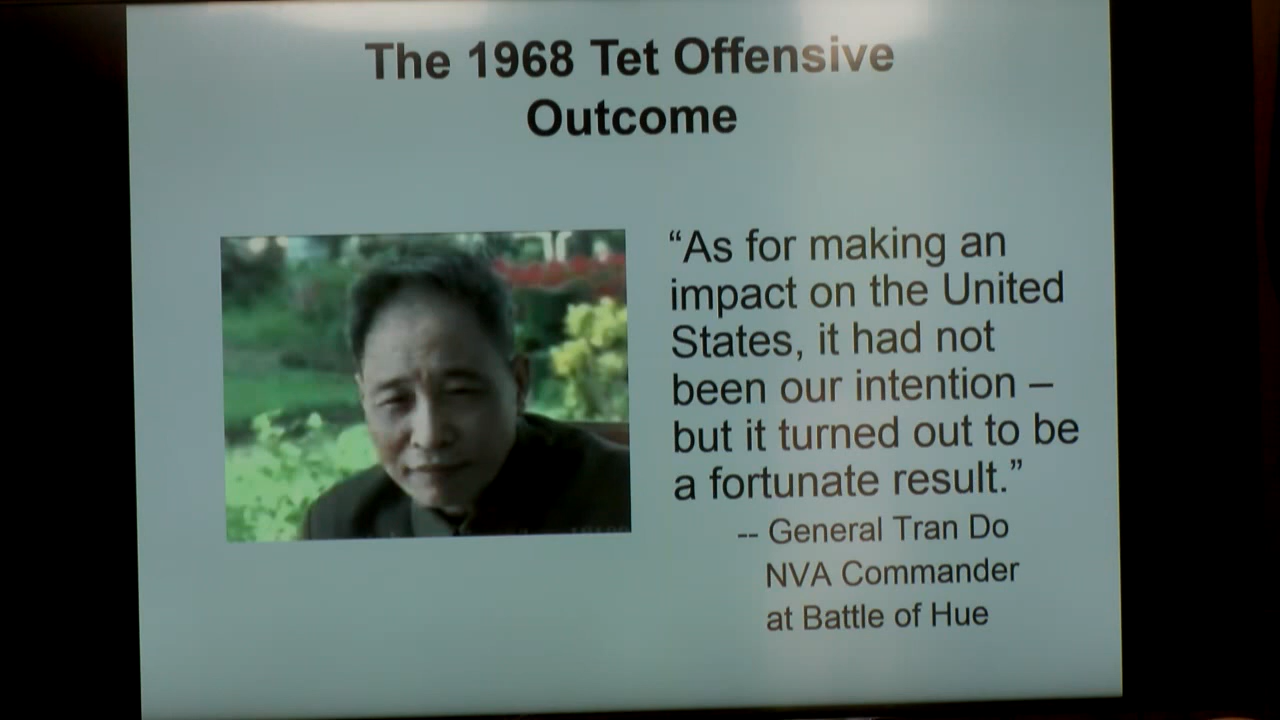 The 1968 Tet Offensive
Outcome
“As for making an
impact on the United
States, it had not
been our intention –
but it turned out to be
a fortunate result.”
-- General Tran Do
NVA Commander
at Battle of Hue